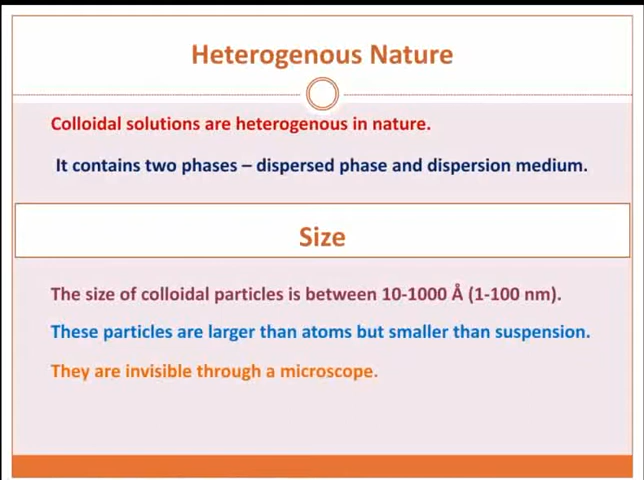 Heterogenous Nature
Colloidal solutions are heterogenous in nature.
It contains two phases – dispersed phase and dispersion medium.
Size
The size of colloidal particles is between 10-1000 Å (1-100 nm).
These particles are larger than atoms but smaller than suspension.
They are invisible through a microscope.